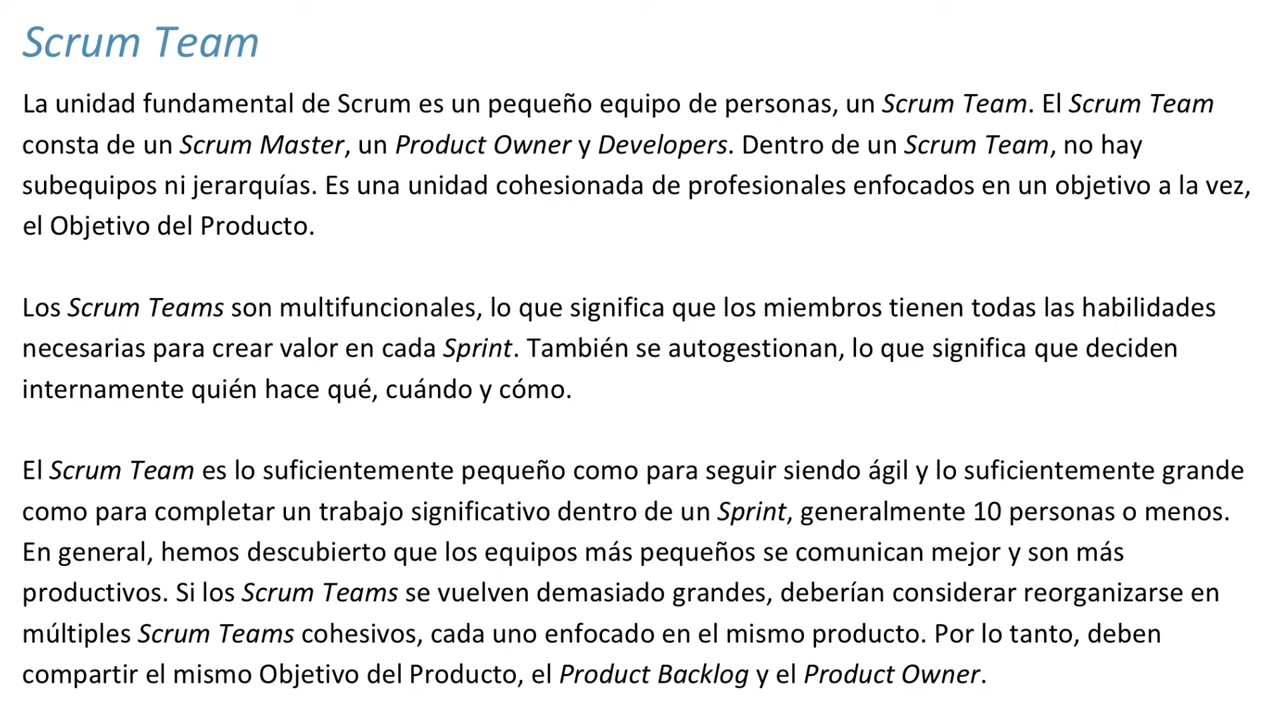 Scrum Team
La unidad fundamental de Scrum es un pequeño equipo de personas, un Scrum Team. El Scrum Team
consta de un Scrum Master, un Product Owner y Developers. Dentro de un Scrum Team, no hay
subequipos ni jerarquías. Es una unidad cohesionada de profesionales enfocados en un objetivo a la vez,
el Objetivo del Producto.
Los Scrum Teams son multifuncionales, lo que significa que los miembros tienen todas las habilidades
necesarias para crear valor en cada Sprint. También se autogestionan, lo que significa que deciden
internamente quién hace qué, cuándo y cómo.
El Scrum Team es lo suficientemente pequeño como para seguir siendo ágil y lo suficientemente grande
como para completar un trabajo significativo dentro de un Sprint, generalmente 10 personas o menos.
En general, hemos descubierto que los equipos más pequeños se comunican mejor y son más
productivos. Si los Scrum Teams se vuelven demasiado grandes, deberían considerar reorganizarse en
múltiples Scrum Teams cohesivos, cada uno enfocado en el mismo producto. Por lo tanto, deben
compartir el mismo Objetivo del Producto, el Product Backlog y el Product Owner.